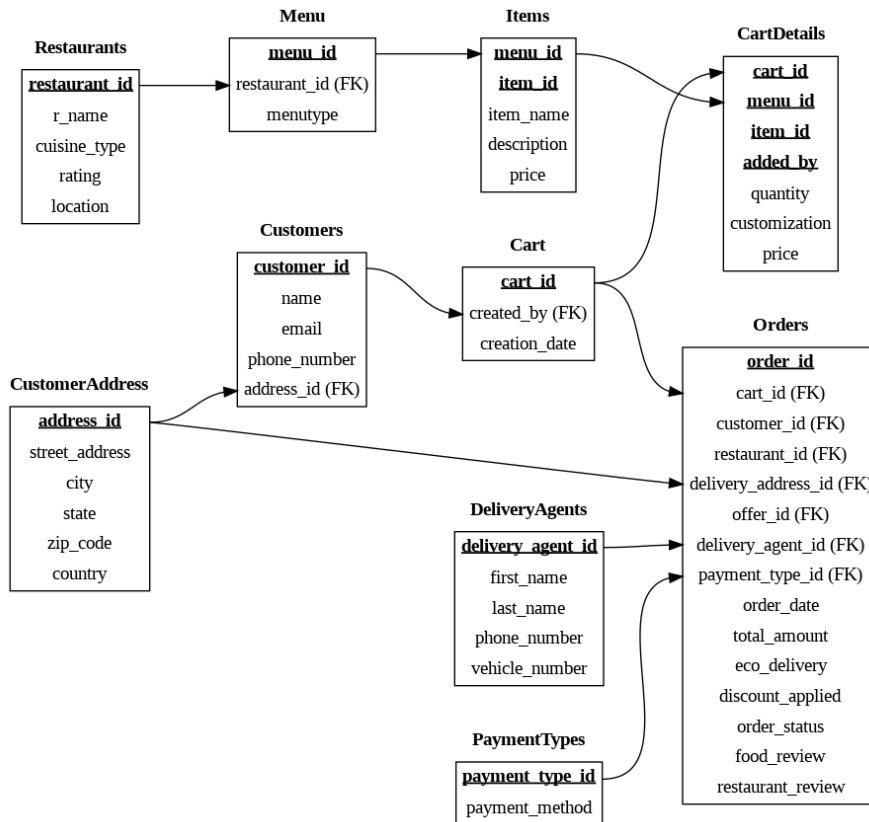 Restaurants
restaurant_id
r_name
cuisine_type
rating
location
Menu
menu_id
restaurant_id (FK)
menutype
Items
menu_id
item_id
item_name
description
price
CartDetails
cart_id
menu_id
item_id
added_by
quantity
customization
price
Customers
customer_id
name
email
phone_number
address_id (FK)
Cart
cart_id
created_by (FK)
creation_date
CustomerAddress
address_id
street_address
city
state
zip_code
country
Orders
order_id
cart_id (FK)
customer_id (FK)
restaurant_id (FK)
delivery_address_id (FK)
offer_id (FK)
delivery_agent_id (FK)
payment_type_id (FK)
order_date
total_amount
eco_delivery
discount_applied
order_status
food_review
restaurant_review
DeliveryAgents
delivery_agent_id
first_name
last_name
phone_number
vehicle_number
PaymentTypes
payment_type_id
payment_method